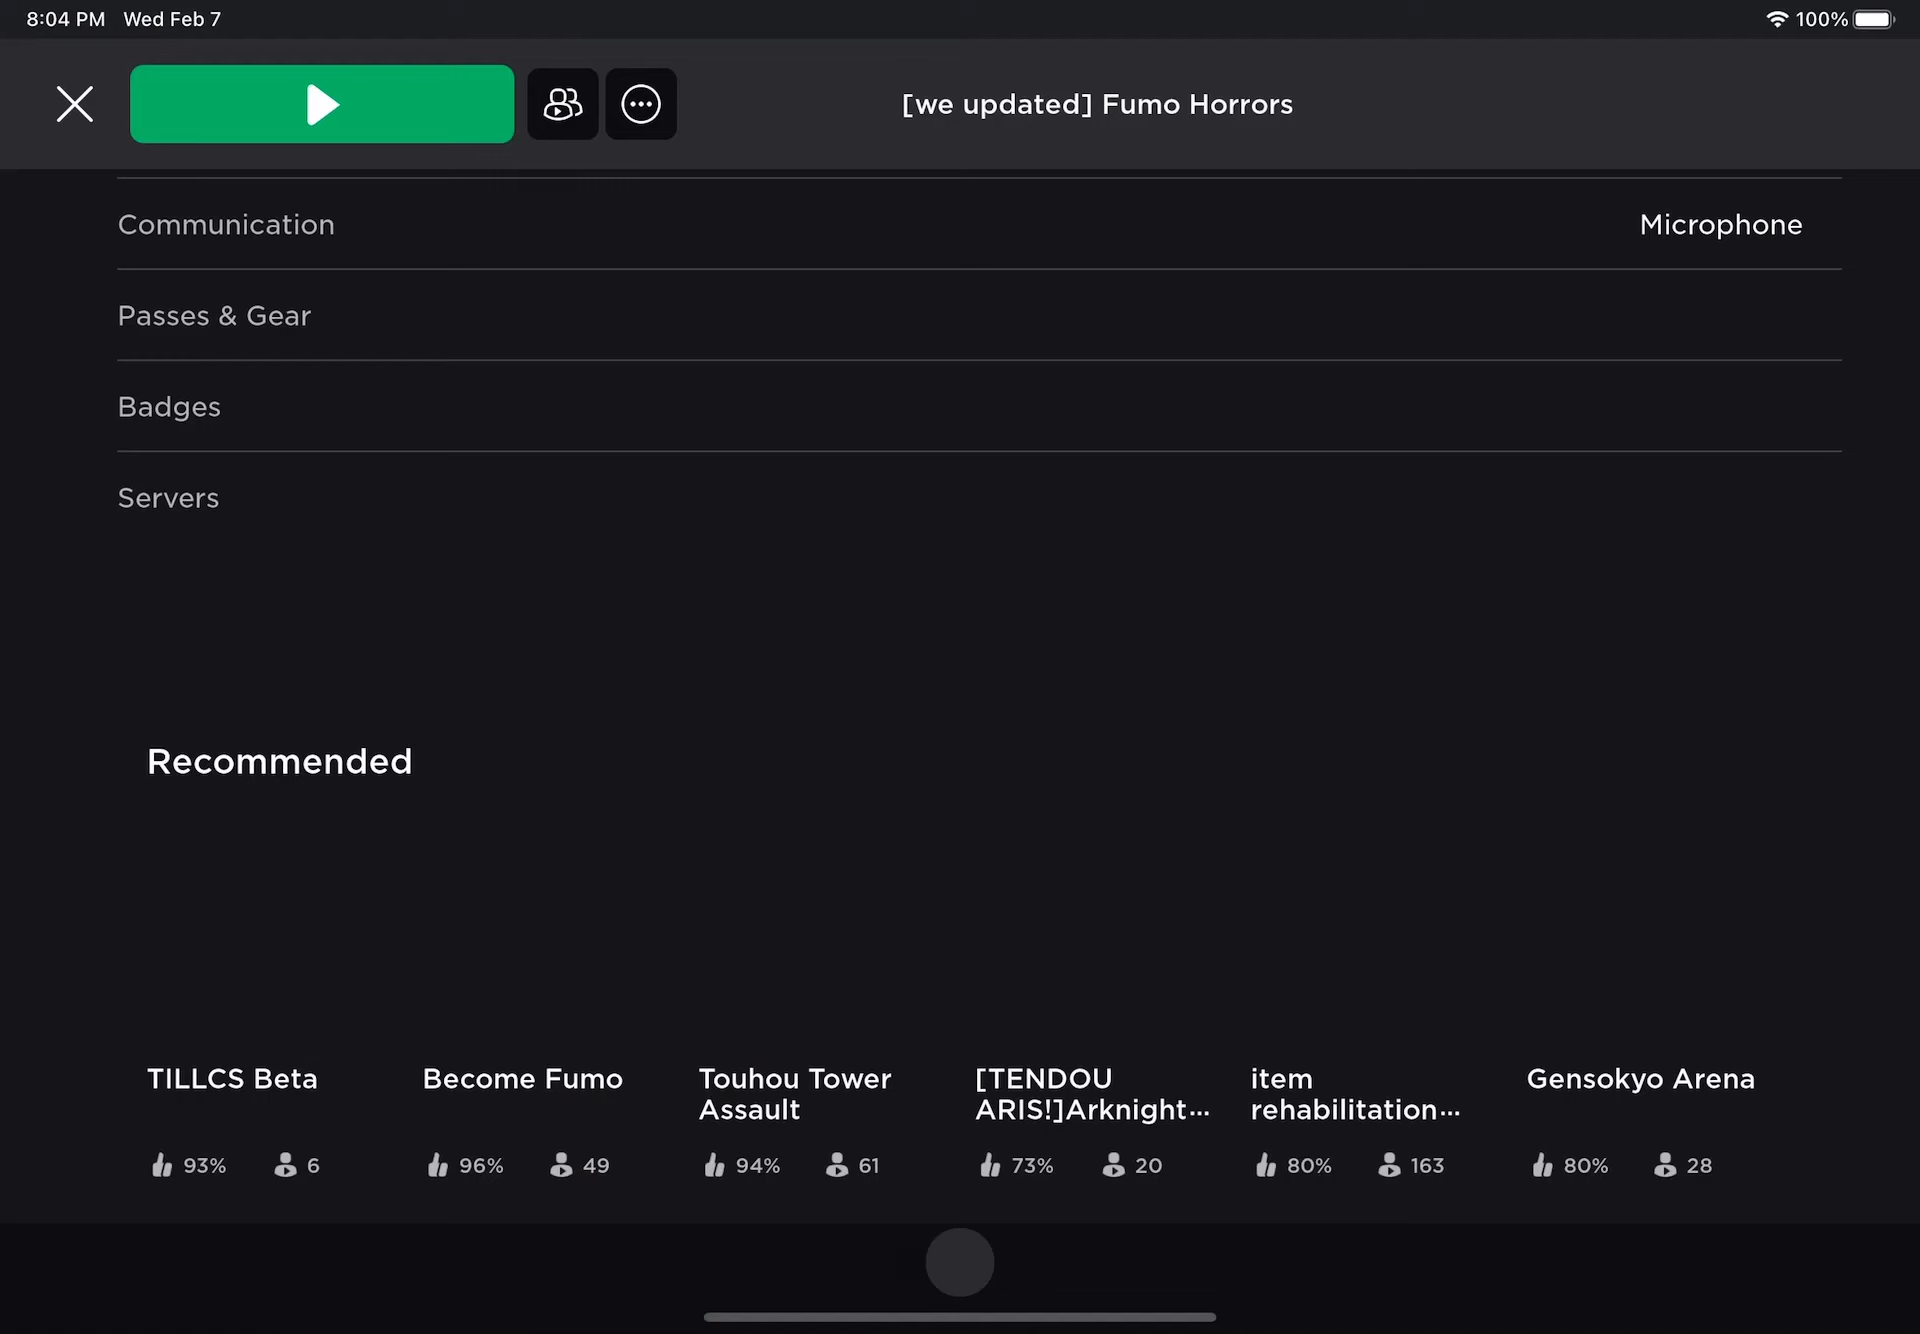 8:04 PM Wed Feb 7
100%
[we updated] Fumo Horrors
Communication Microphone
Passes & Gear
Badges
Servers
Recommended
TILLCS Beta
93% 6
Become Fumo
96% 49
Touhou Tower
Assault
94% 61
[TENDOU
ARIS!]Arknight...
73% 20
item
rehabilitation...
80% 163
Gensokyo Arena
80% 28